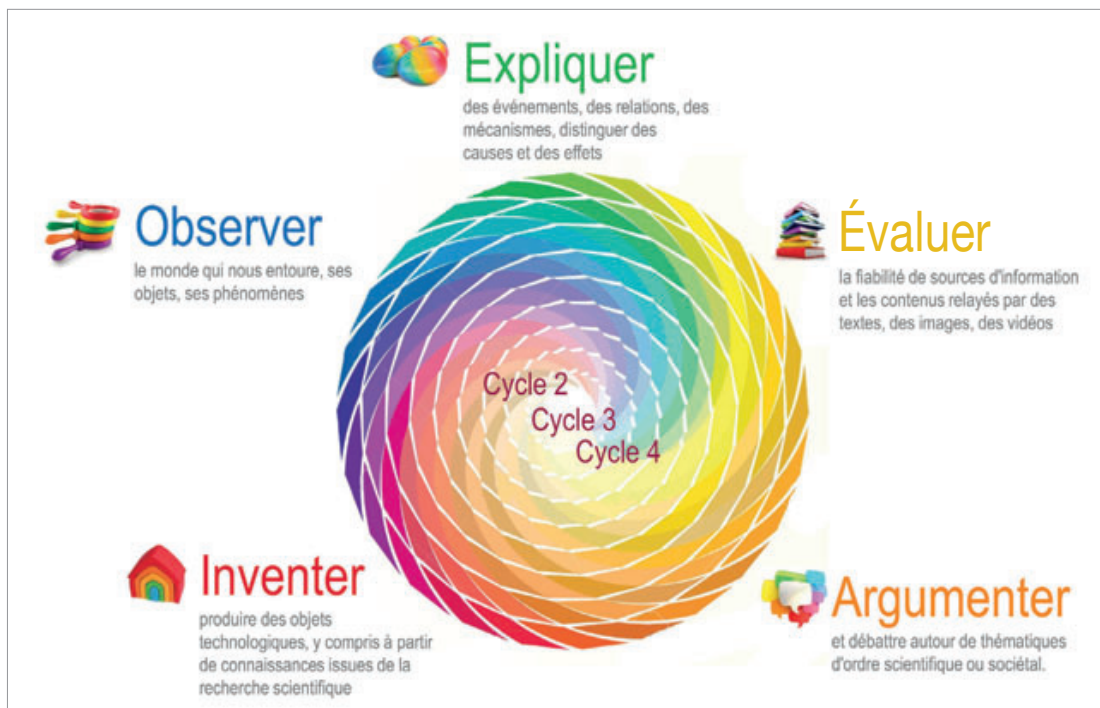 Expliquer
des événements, des relations, des
mécanismes, distinguer des
causes et des effets
Observer
le monde qui nous entoure, ses
objets, ses phénomènes
Évaluer
la fiabilité de sources d'information
et les contenus relayés par des
textes, des images, des vidéos
Cycle 2
Cycle 3
Cycle 4
Inventer
produire des objets
technologiques, y compris à partir
de connaissances issues de la
recherche scientifique
Argumenter
et débattre autour de thématiques
d'ordre scientifique ou sociétal.